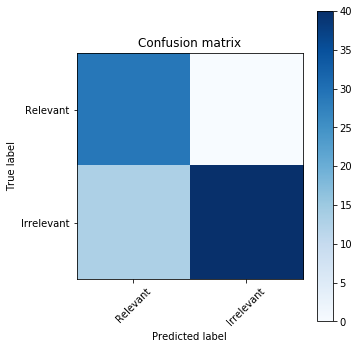 Confusion matrix
True label
Relevant
Irrelevant
Relevant
Irrelevant
Predicted label
40
35
30
25
20
15
10
5
0